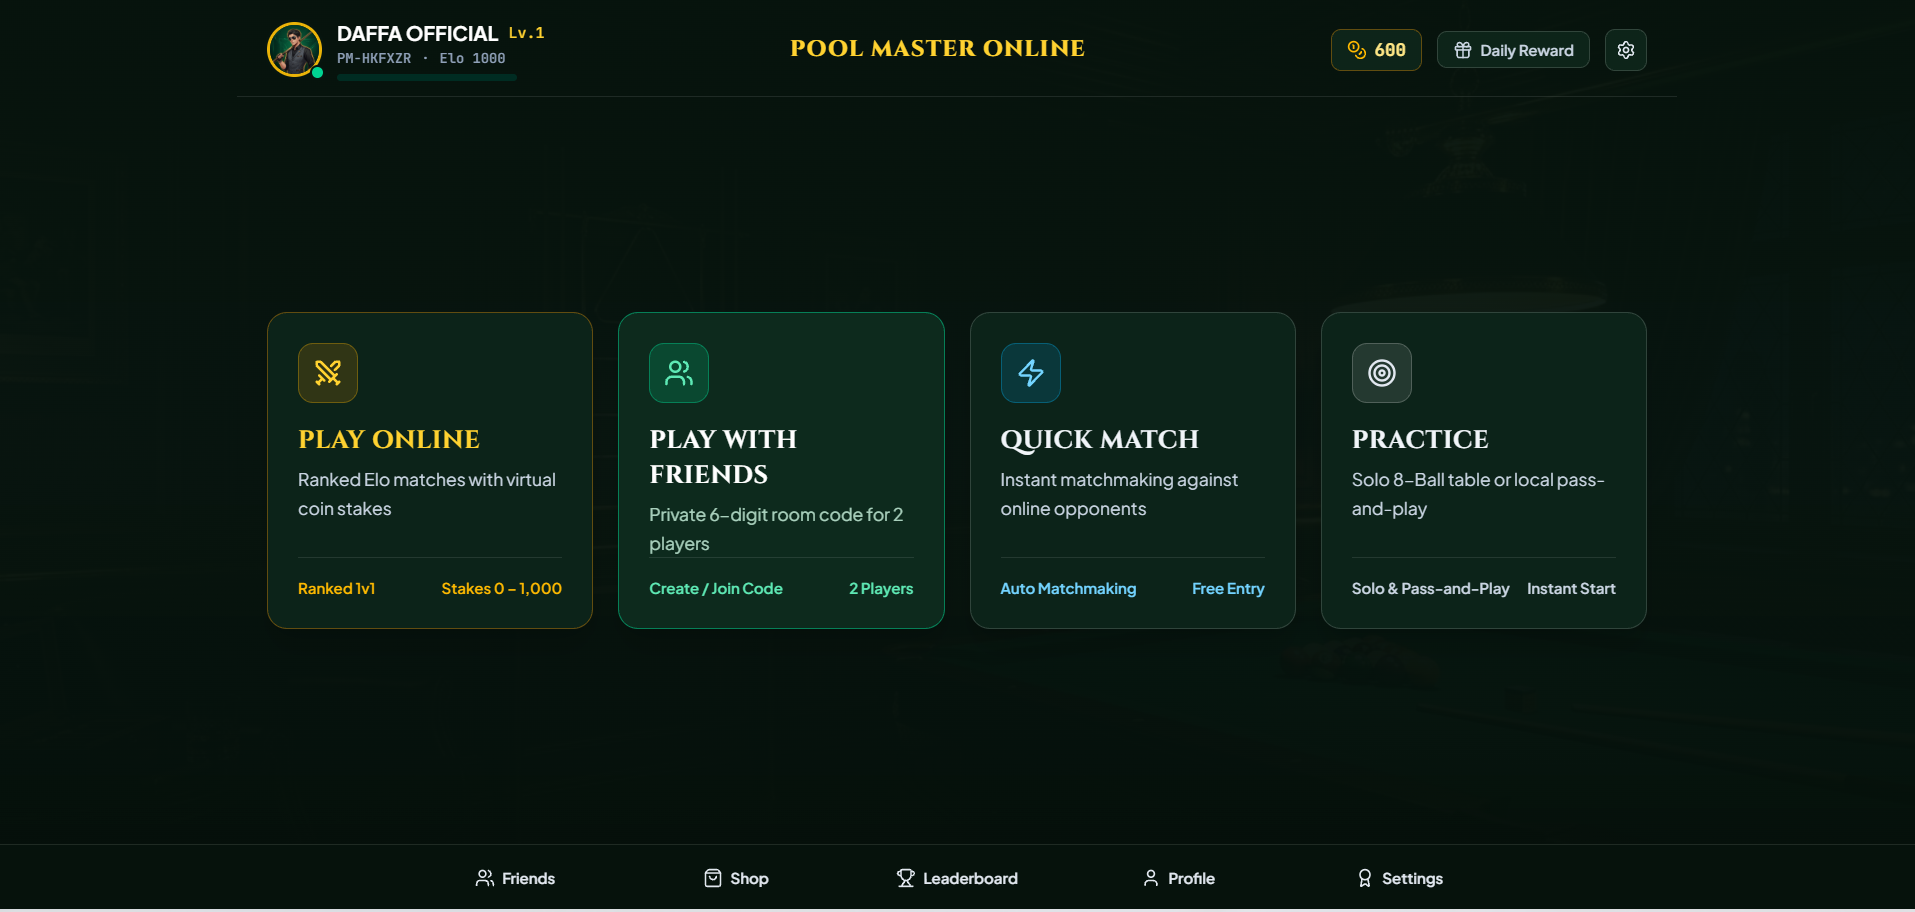 DAFFA OFFICIAL Lv.1
PM-HKFXZR · Elo 1000
POOL MASTER ONLINE
600
Daily Reward
PLAY ONLINE
Ranked Elo matches with virtual
coin stakes
Ranked 1v1
Stakes 0 – 1,000
PLAY WITH
FRIENDS
Private 6-digit room code for 2
players
Create / Join Code
2 Players
QUICK MATCH
Instant matchmaking against
online opponents
Auto Matchmaking
Free Entry
PRACTICE
Solo 8-Ball table or local pass-
and-play
Solo & Pass-and-Play
Instant Start
Friends
Shop
Leaderboard
Profile
Settings